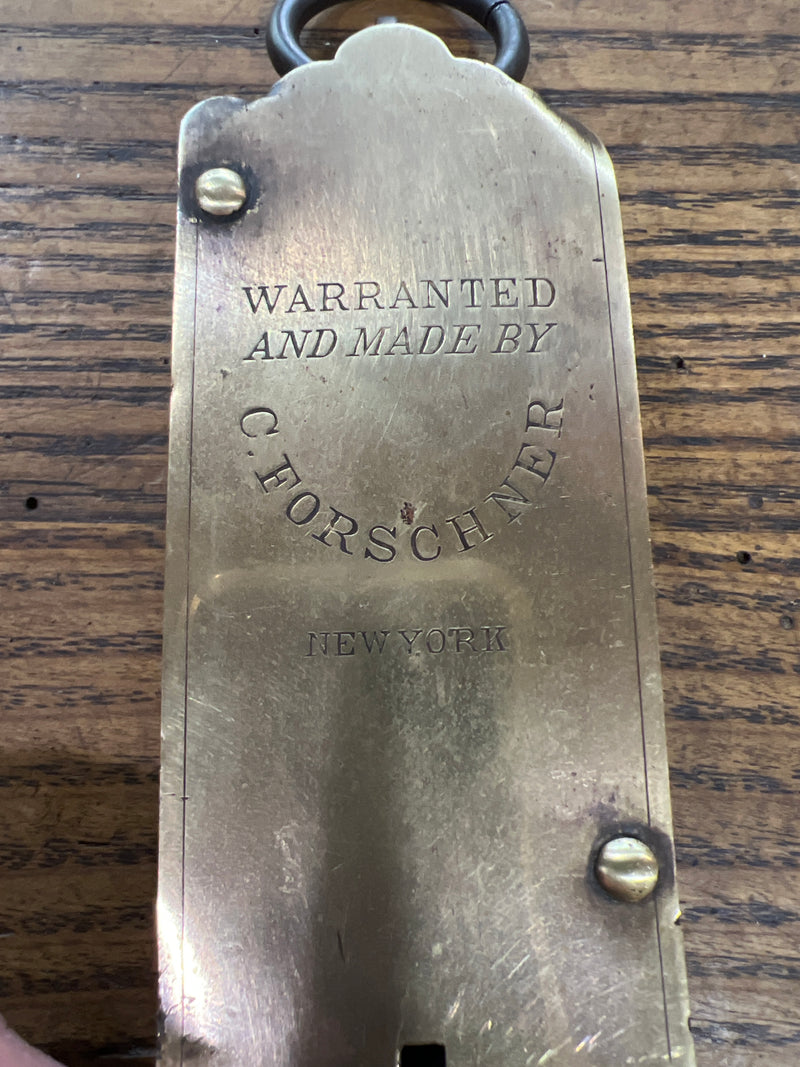 WARRANTED
AND MADE BY
C. FORSCHNER
NEW YORK